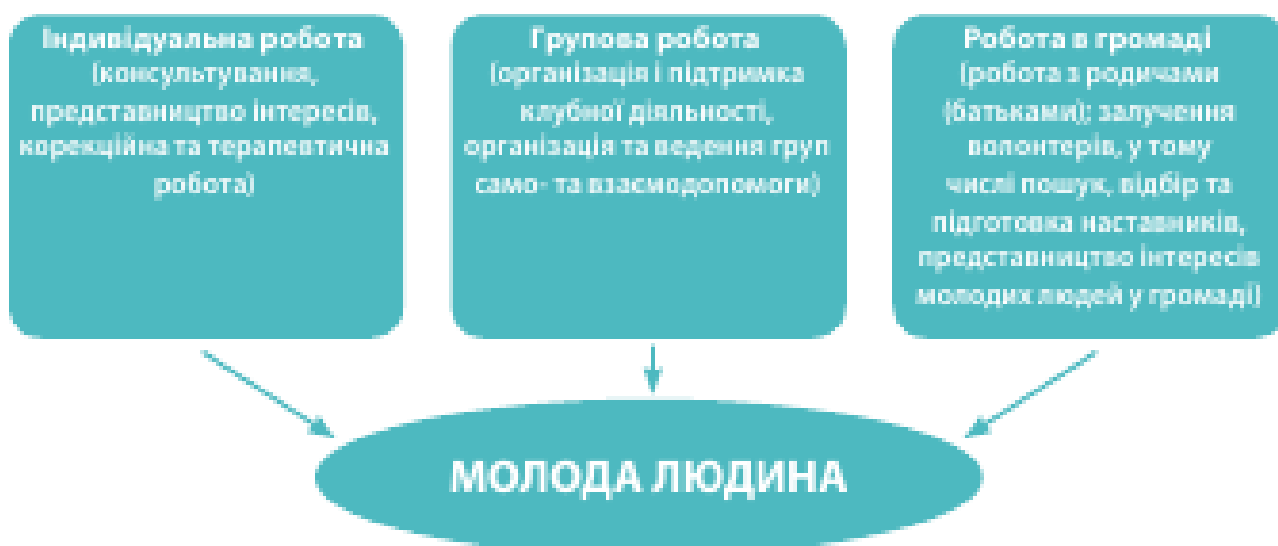 Індивідуальна робота
(консультування,
представництво інтересів,
корекційна та терапевтична
робота)
Групова робота
(організація і підтримка
клубної діяльності,
організація та ведення груп
само- та взаємодопомоги)
Робота в громаді
(робота з родичами
(батьками); залучення
волонтерів, у тому
числі пошук, відбір та
підготовка наставників,
представництво інтересів
молодих людей у громаді)
МОЛОДА ЛЮДИНА